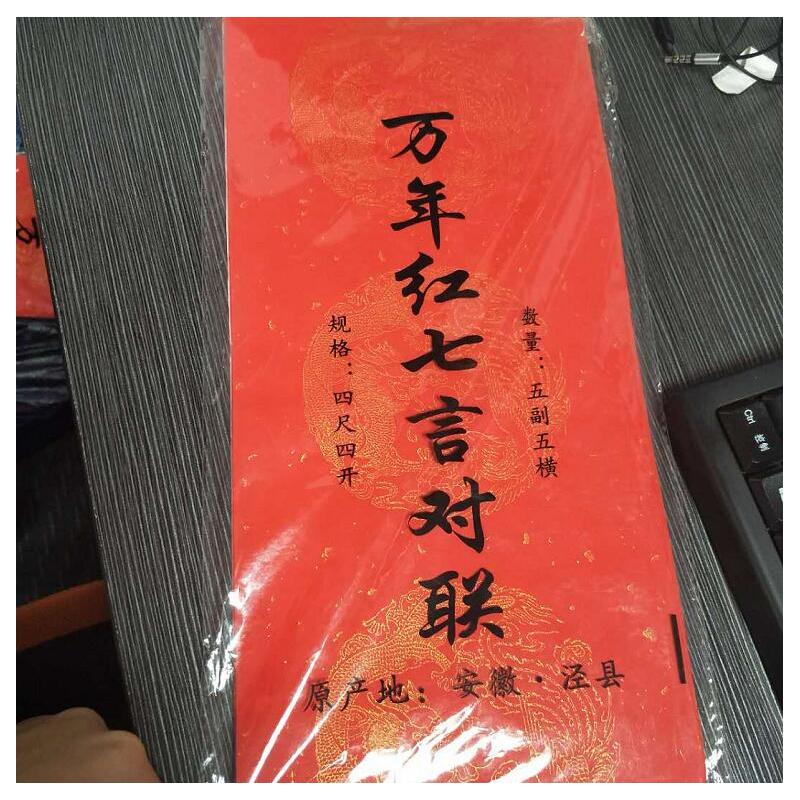 万年红七言对联
数量：五副五横
规格：四尺四开
原产地：安徽·泾县
Ctrl